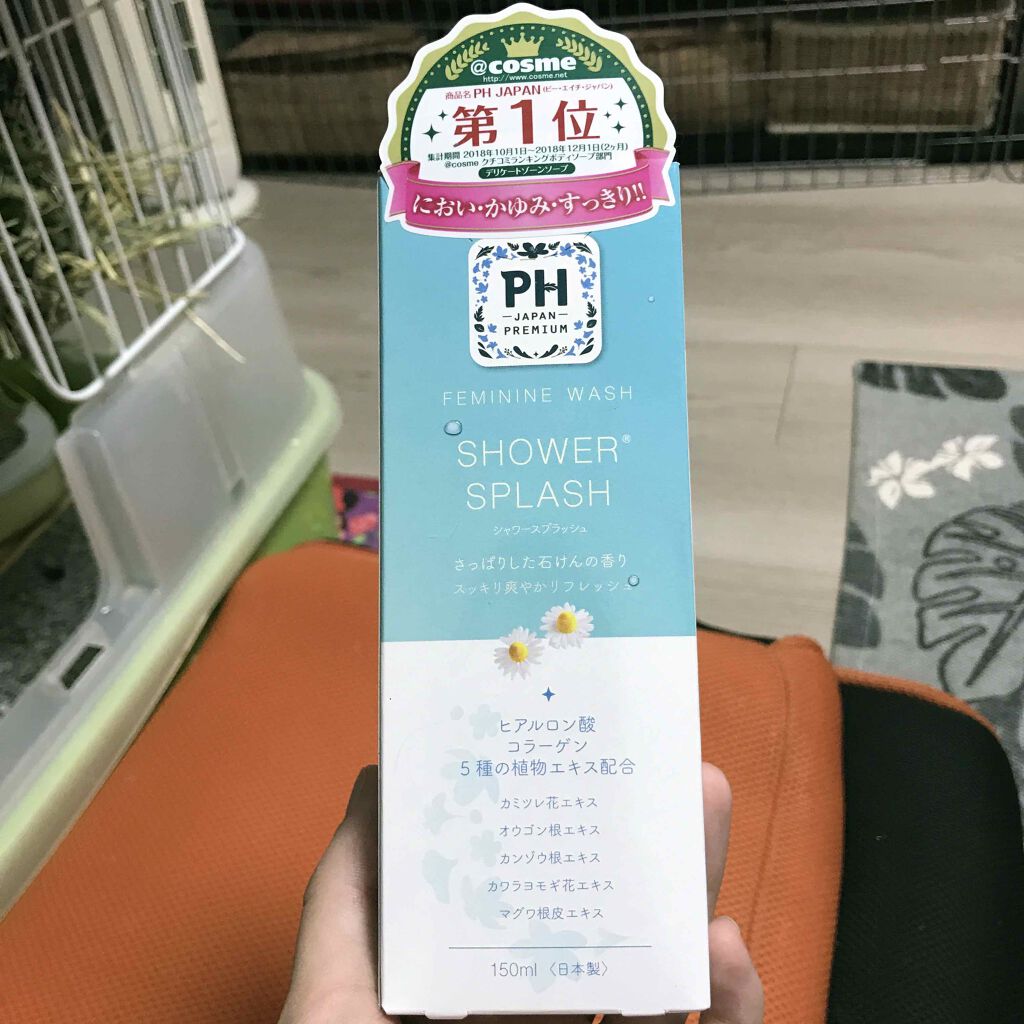 @cosme
http://www.cosme.net
商品名 PH JAPAN (ピー・エイチ・ジャパン)
第1位
集計期間 2018年10月1日~2018年12月1日(2ヶ月)
@cosme クチコミランキングボディソープ部門
デリケートゾーンソープ
におい・かゆみ・すっきり!!
PH
JAPAN
PREMIUM
FEMININE WASH
SHOWER®
SPLASH
シャワースプラッシュ
さっぱりした石けんの香り
スッキリ爽やかリフレッシュ
ヒアルロン酸
コラーゲン
5種の植物エキス配合
カミツレ花エキス
オウゴン根エキス
カンゾウ根エキス
カワラヨモギ花エキス
マグワ根皮エキス
150ml 〈日本製〉